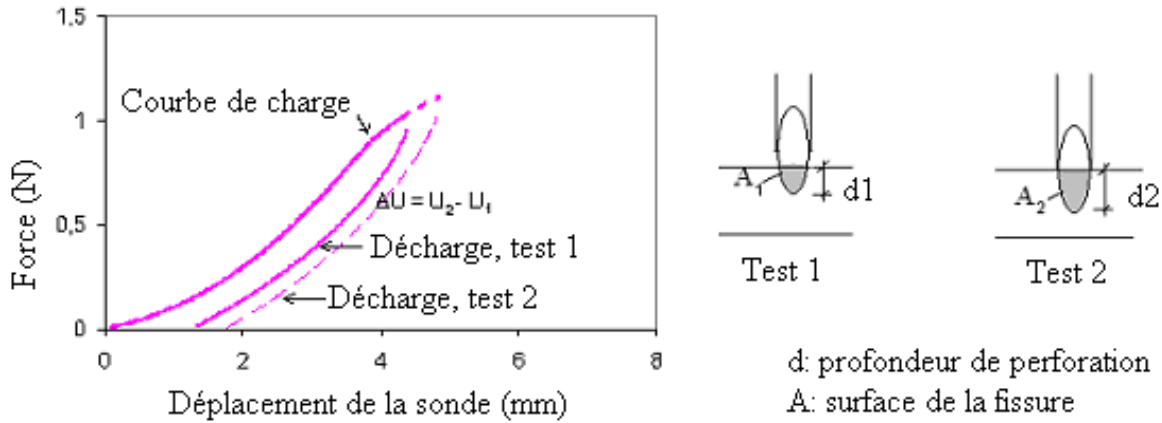 1.5
Courbe de charge
1
Force (N)
ΔU = U₂- U₁
0,5
Décharge, test 1
Décharge, test 2
0
0 2 4 6 8
Déplacement de la sonde (mm)
A₁
d1
Test 1
A₂
d2
Test 2
d: profondeur de perforation
A: surface de la fissure